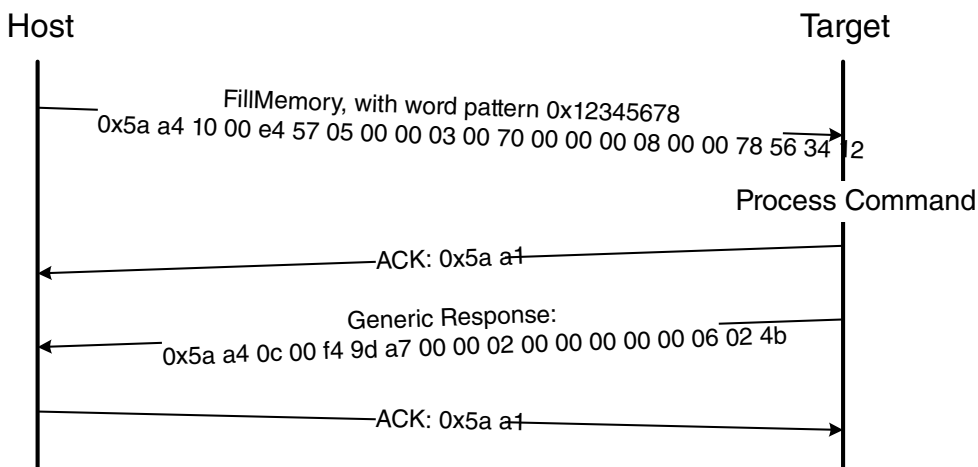 Host
Target
FillMemory, with word pattern 0x12345678
0x5a a4 10 00 e4 57 05 00 00 03 00 70 00 00 00 08 00 00 78 56 34 12
Process Command
ACK: 0x5a a1
Generic Response:
0x5a a4 0c 00 f4 9d a7 00 00 02 00 00 00 00 00 06 02 4b
ACK: 0x5a a1